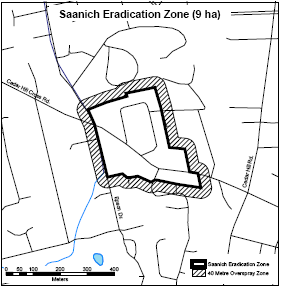 Saanich Eradication Zone (9 ha)
Cedar Hill Cross Rd.
Cedar Hill Rd.
Epson Dr
0 50 100 200 300 400
Meters
Saanich Eradication Zone
40 Metre Overspray Zone